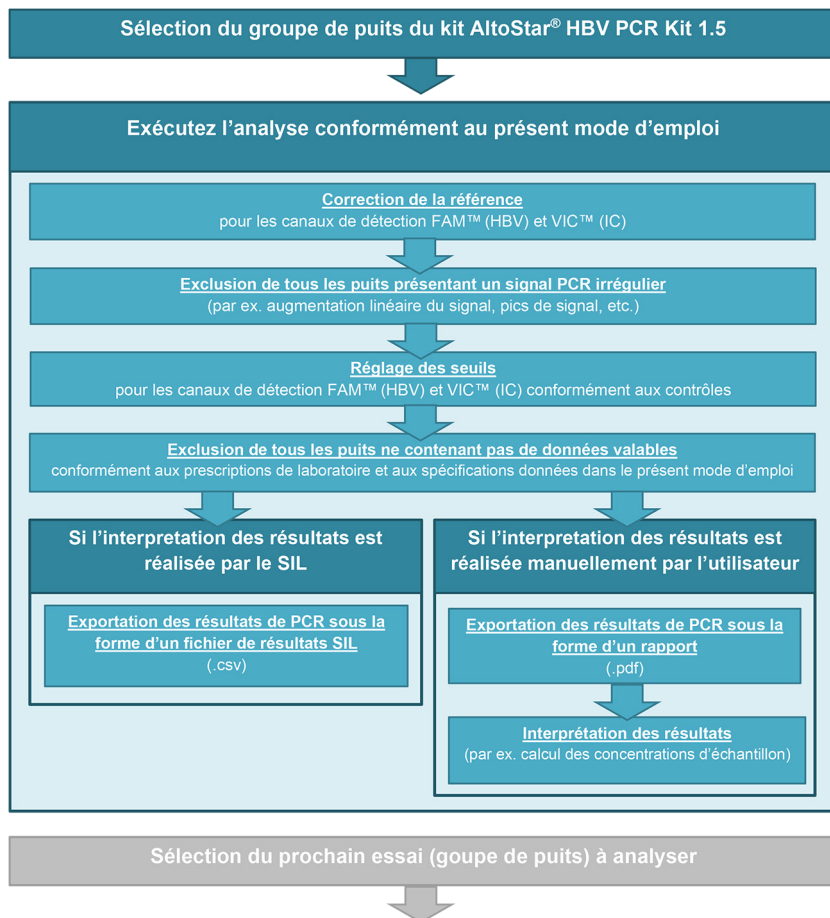 Sélection du groupe de puits du kit AltoStar® HBV PCR Kit 1.5
Exécutez l'analyse conformément au présent mode d'emploi
Correction de la référence
pour les canaux de détection FAM™ (HBV) et VIC™ (IC)
Exclusion de tous les puits présentant un signal PCR irrégulier
(par ex. augmentation linéaire du signal, pics de signal, etc.)
Réglage des seuils
pour les canaux de détection FAM™ (HBV) et VIC™ (IC) conformément aux contrôles
Exclusion de tous les puits ne contenant pas de données valables
conformément aux prescriptions de laboratoire et aux spécifications données dans le présent mode d'emploi
Si l'interpretation des résultats est
réalisée par le SIL
Exportation des résultats de PCR sous la
forme d'un fichier de résultats SIL
(.csv)
Si l'interpretation des résultats est
réalisée manuellement par l'utilisateur
Exportation des résultats de PCR sous la
forme d'un rapport
(.pdf)
Interprétation des résultats
(par ex. calcul des concentrations d'échantillon)
Sélection du prochain essai (goupe de puits) à analyser